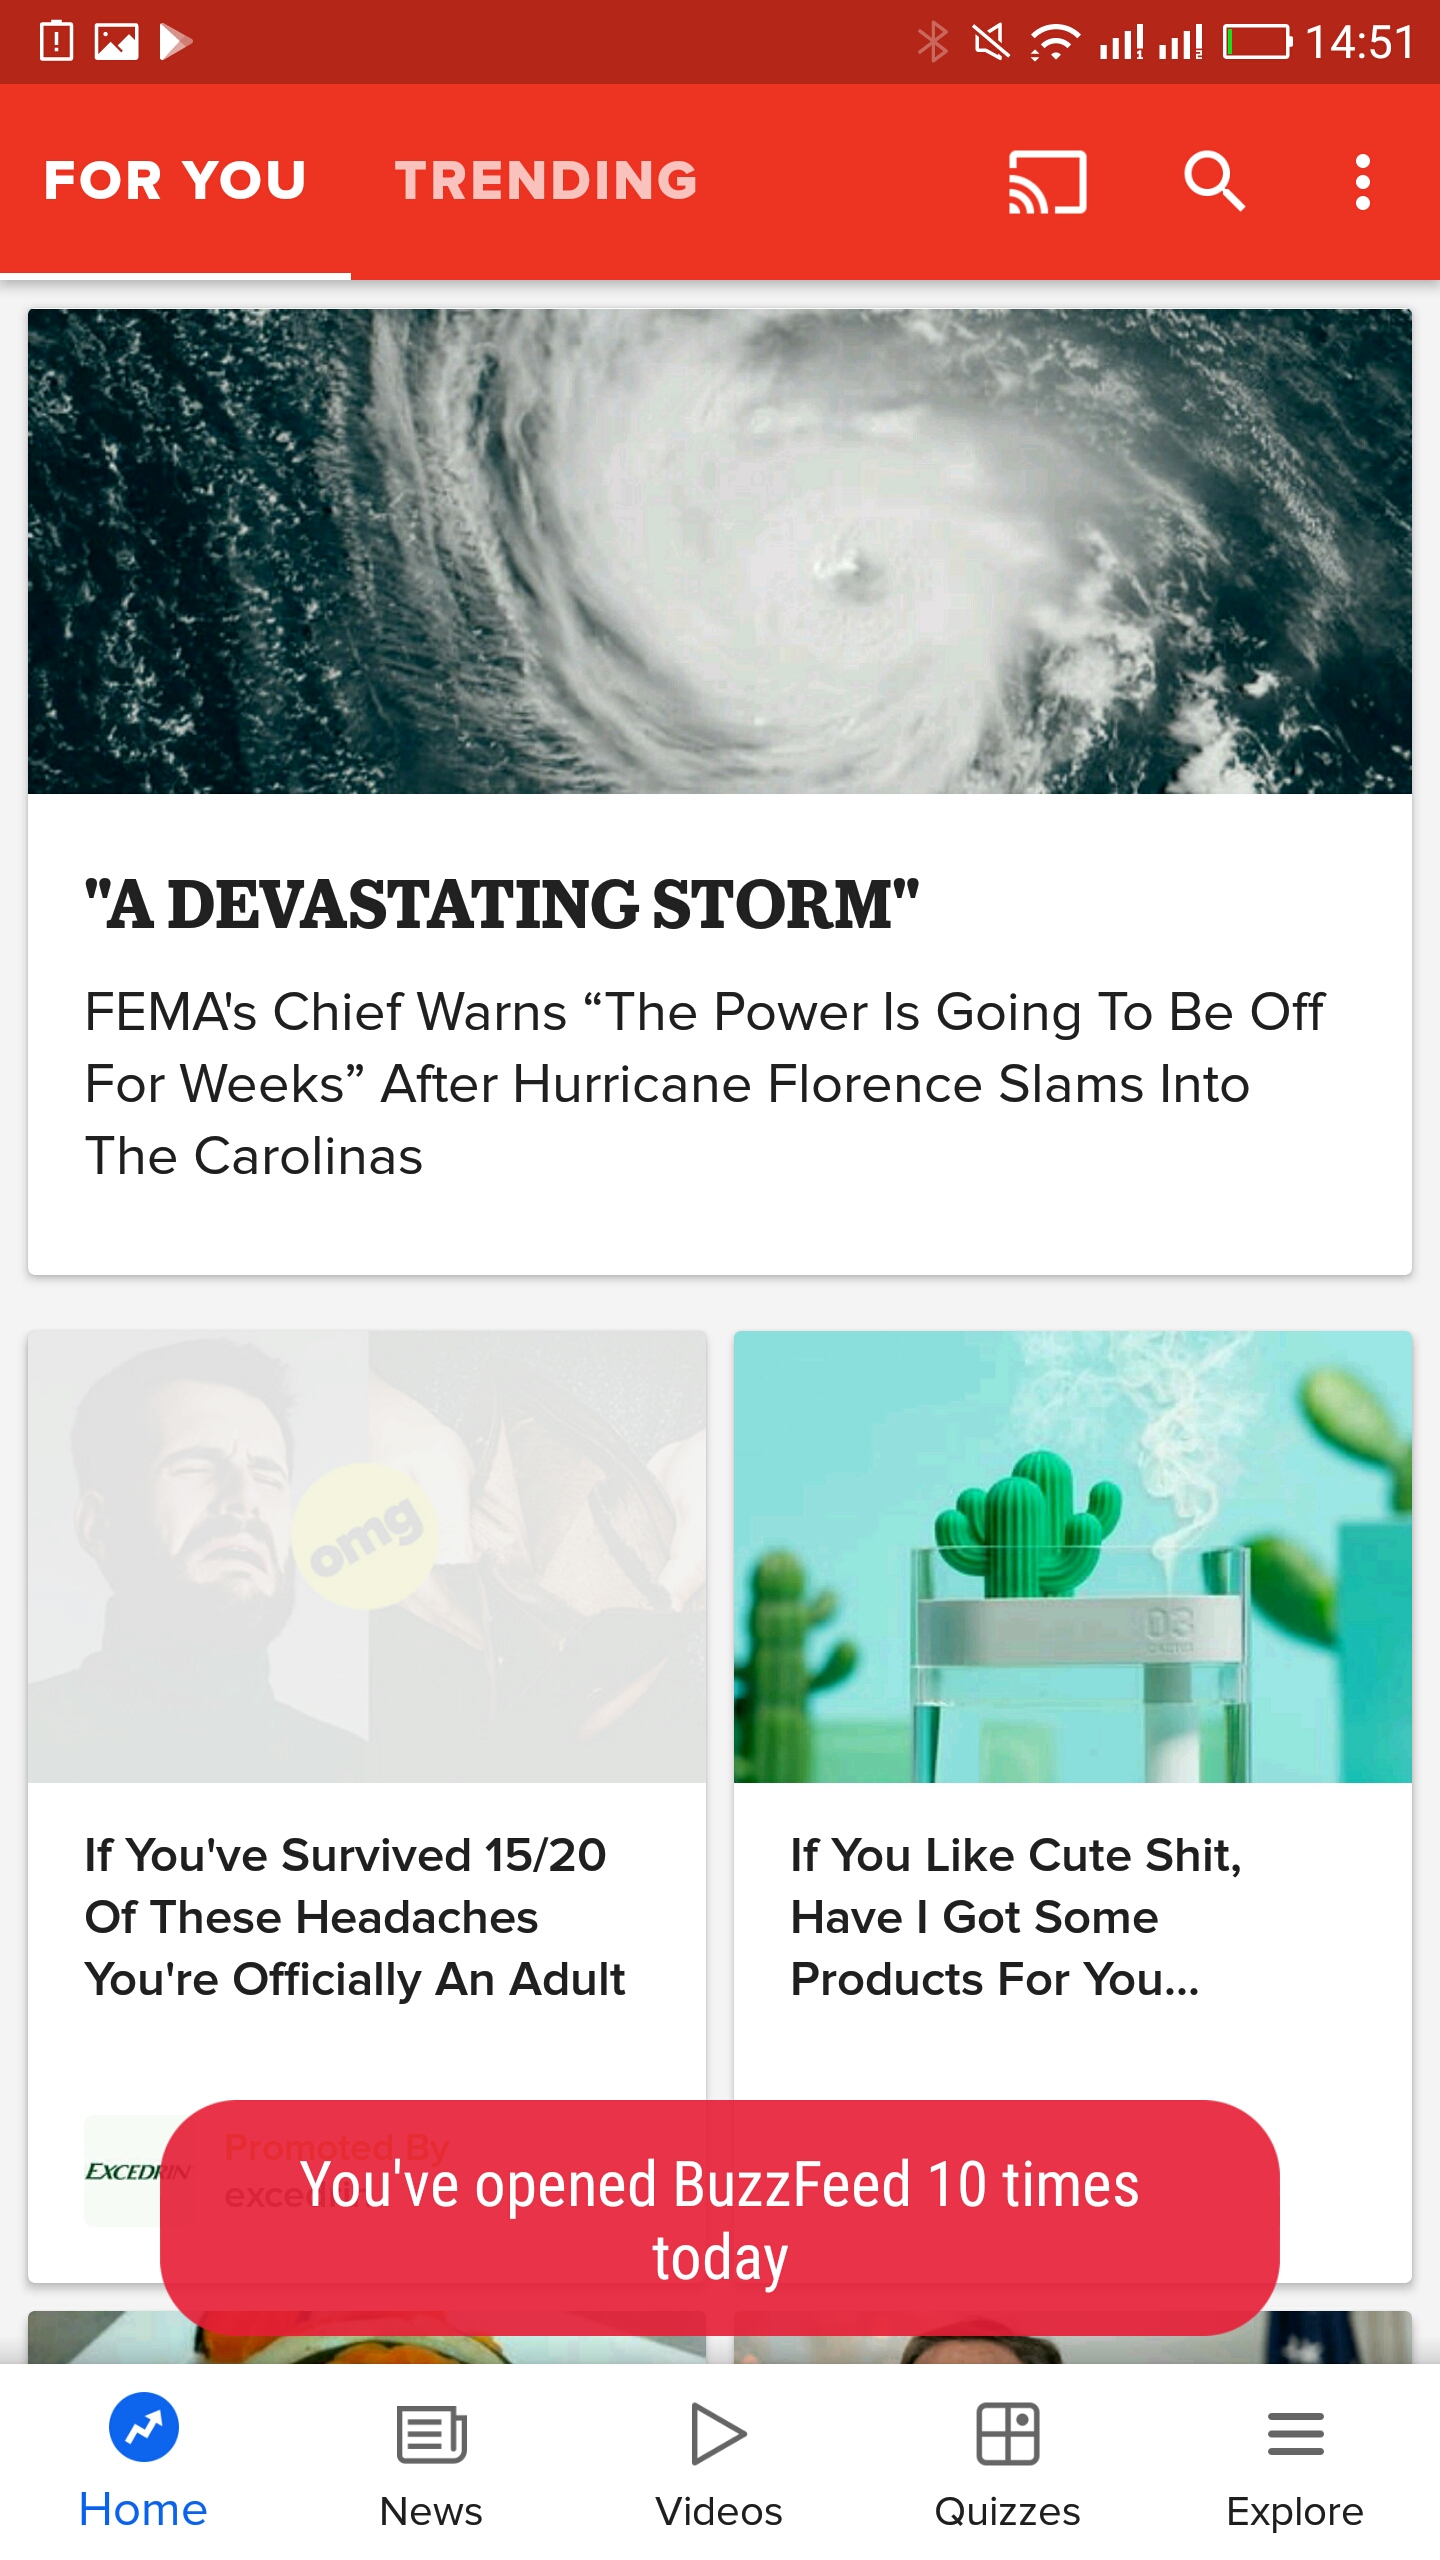 14:51
FOR YOU
TRENDING
"A DEVASTATING STORM"
FEMA's Chief Warns “The Power Is Going To Be Off
For Weeks” After Hurricane Florence Slams Into
The Carolinas
omg
03
If You've Survived 15/20
Of These Headaches
You're Officially An Adult
If You Like Cute Shit,
Have I Got Some
Products For You...
EXCEDRIN
Promoted By
excedrin
You've opened BuzzFeed 10 times
today
Home
News
Videos
Quizzes
Explore